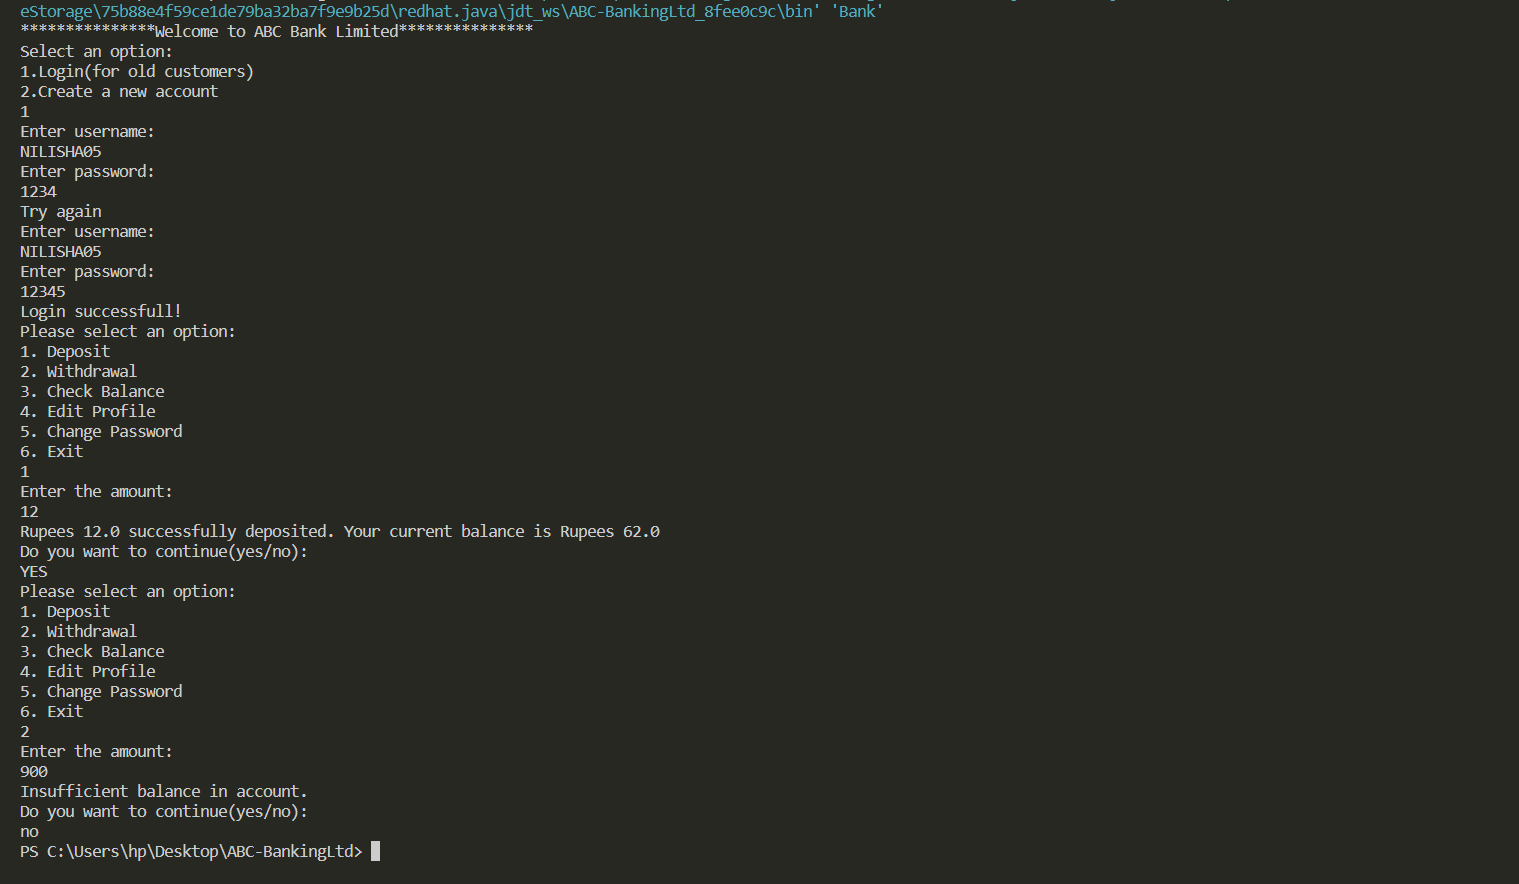 eStorage\75b88e4f59ce1de79ba32ba7f9e9b25d\redhat.java\jdt_ws\ABC-BankingLtd_8fee0c9c\bin' 'Bank'
***************Welcome to ABC Bank Limited***************
Select an option:
1.Login(for old customers)
2.Create a new account
1
Enter username:
NILISHA05
Enter password:
1234
Try again
Enter username:
NILISHA05
Enter password:
12345
Login successfull!
Please select an option:
1. Deposit
2. Withdrawal
3. Check Balance
4. Edit Profile
5. Change Password
6. Exit
1
Enter the amount:
12
Rupees 12.0 successfully deposited. Your current balance is Rupees 62.0
Do you want to continue(yes/no):
YES
Please select an option:
1. Deposit
2. Withdrawal
3. Check Balance
4. Edit Profile
5. Change Password
6. Exit
2
Enter the amount:
900
Insufficient balance in account.
Do you want to continue(yes/no):
no
PS C:\Users\hp\Desktop\ABC-BankingLtd>